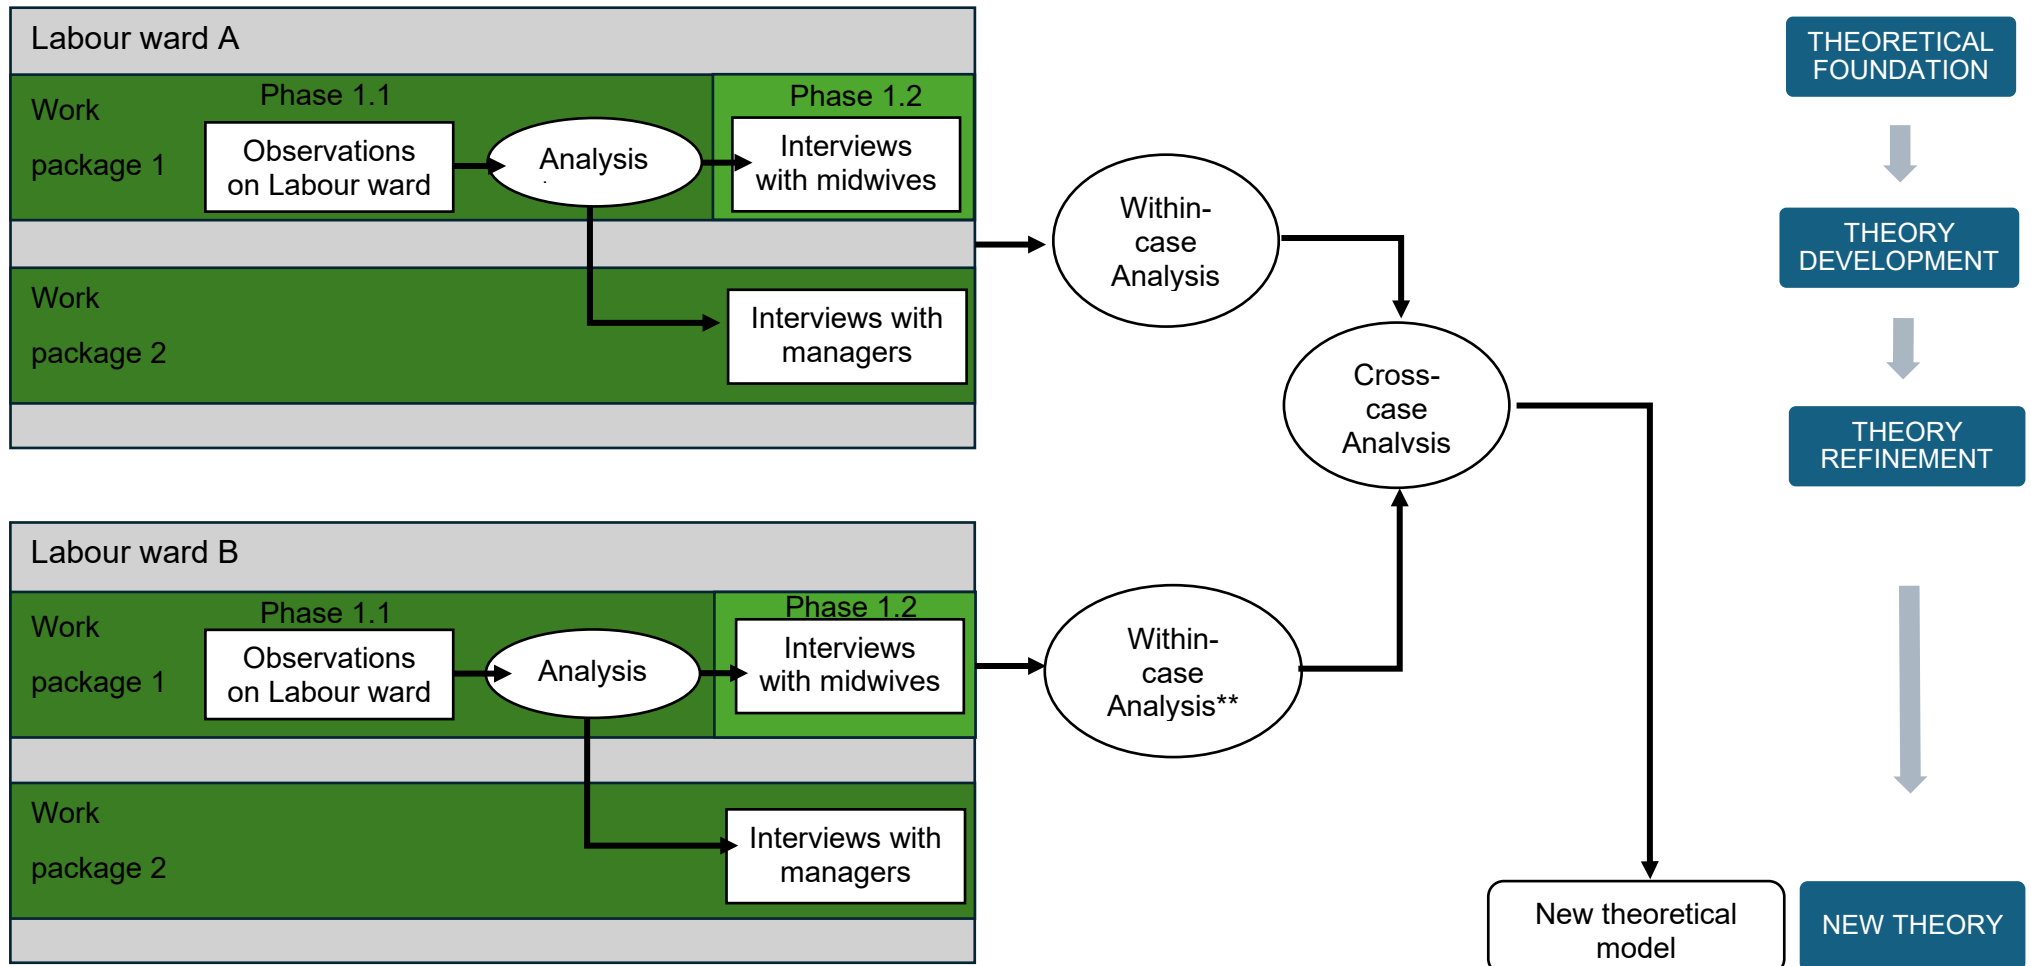 Labour ward A
Work
package 1
Phase 1.1
Observations
on Labour ward
Analysis
Phase 1.2
Interviews
with midwives
Work
package 2
Interviews with
managers
Within-
case
Analysis
Cross-
case
Analysis
Labour ward B
Work
package 1
Phase 1.1
Observations
on Labour ward
Analysis
Phase 1.2
Interviews
with midwives
Work
package 2
Interviews with
managers
Within-
case
Analysis**
New theoretical
model
THEORETICAL
FOUNDATION
THEORY
DEVELOPMENT
THEORY
REFINEMENT
NEW THEORY